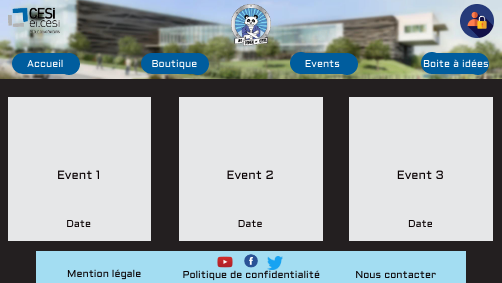 CESi
ei.cesi
Accueil
Boutique
Events
Boite à idées
Event 1
Event 2
Event 3
Date
Date
Date
Mention légale
Politique de confidentialité
Nous contacter